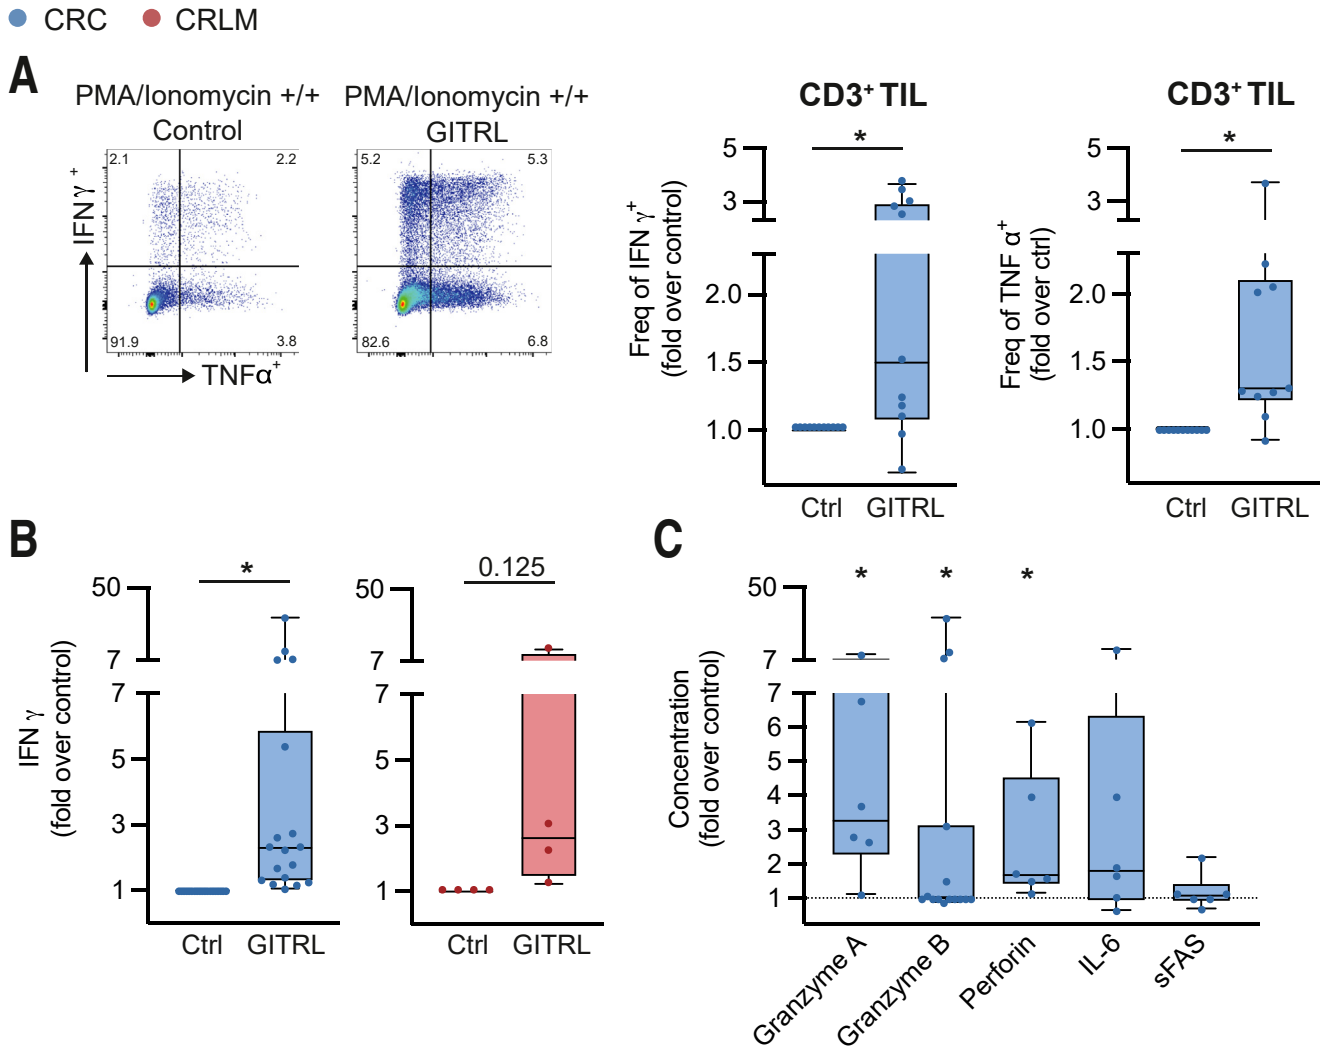 CRC CRLM
A
PMA/Ionomycin +/+
Control
2.1 2.2
91.9 3.8
IFN γ +
TNFα+
PMA/Ionomycin +/+
GITRL
5.2 5.3
82.6 6.8
CD3+ TIL
*
Freq of IFN γ+
(fold over control)
5
3
2.0
1.5
1.0
Ctrl GITRL
CD3+ TIL
*
Freq of TNF α+
(fold over ctrl)
5
3
2.0
1.5
1.0
Ctrl GITRL
B
*
IFN γ
(fold over control)
50
7
7
5
3
1
Ctrl GITRL
0.125
50
7
7
5
3
1
Ctrl GITRL
C
* * *
Concentration
(fold over control)
50
7
7
6
5
4
3
2
1
Granzyme A
Granzyme B
Perforin
IL-6
sFAS